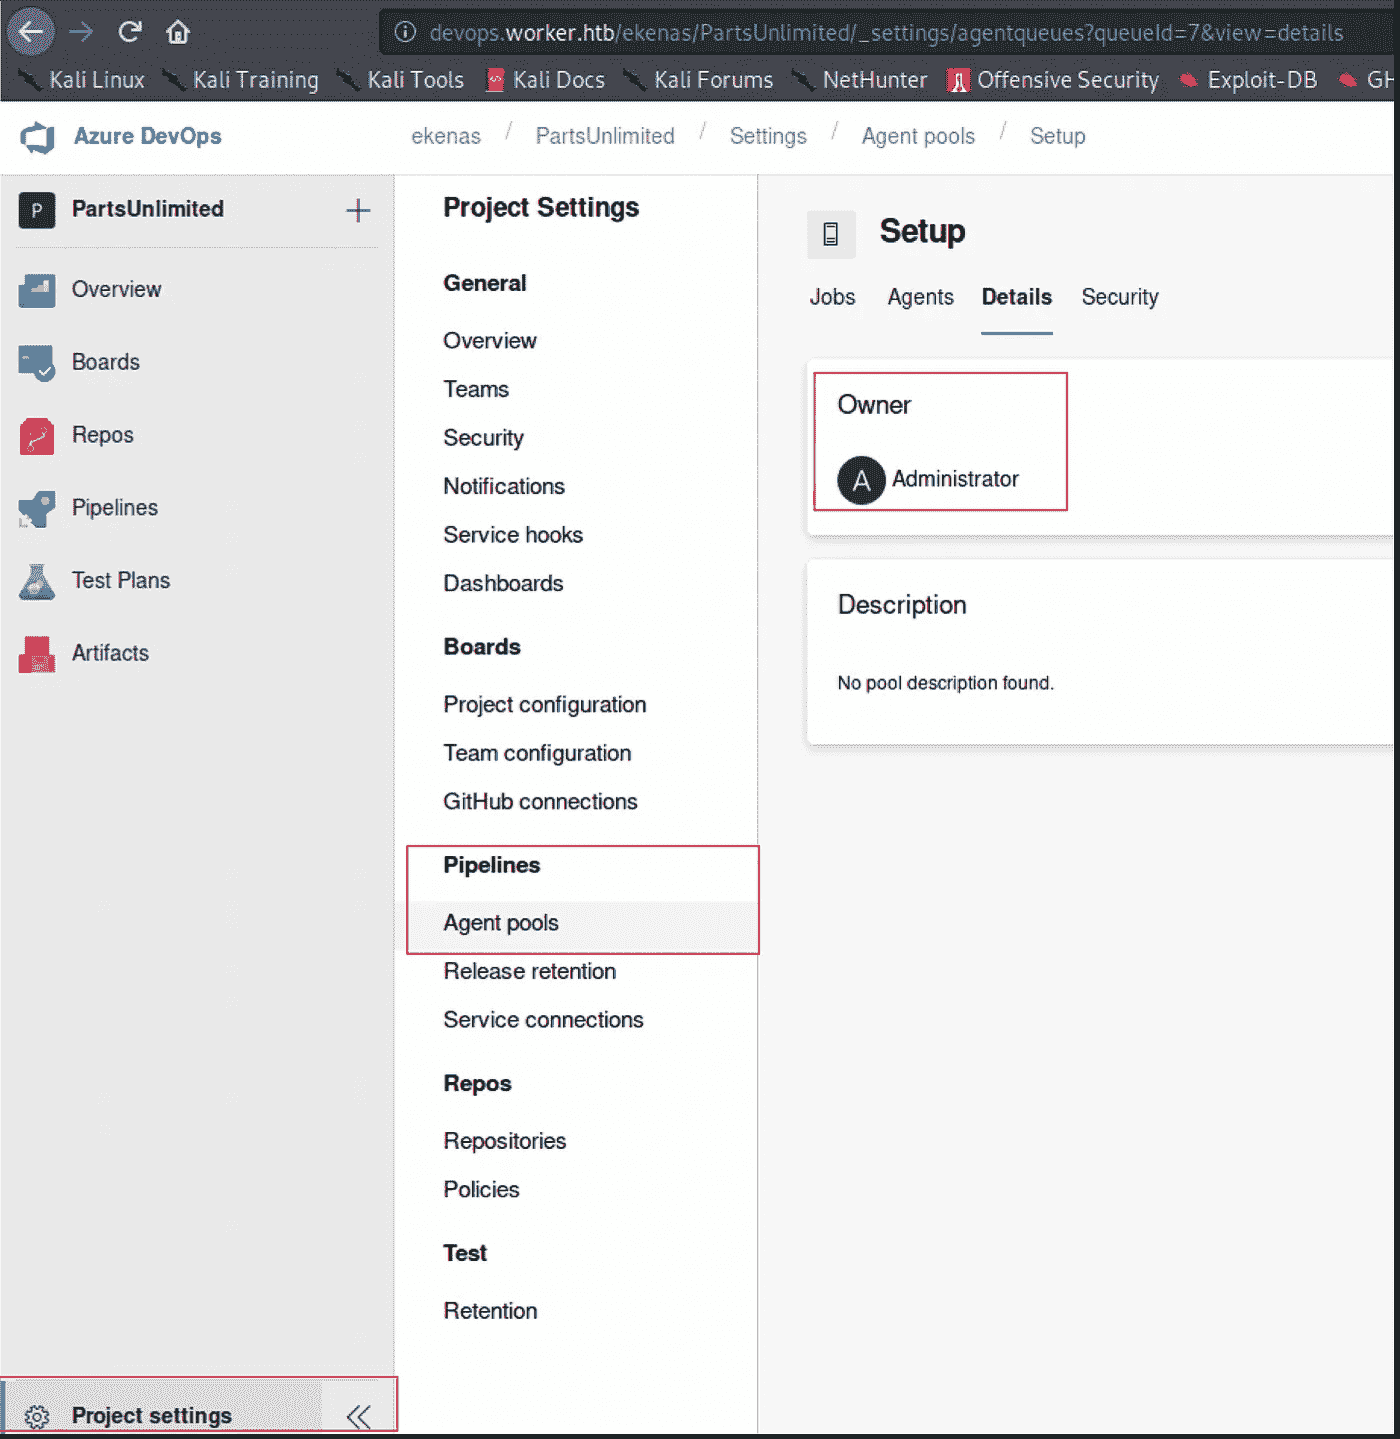 devops.worker.htb/ekenas/PartsUnlimited/_settings/agentqueues?queueId=7&view=details
Kali Linux Kali Training Kali Tools Kali Docs Kali Forums NetHunter Offensive Security Exploit-DB GH
Azure DevOps ekenas / PartsUnlimited / Settings / Agent pools / Setup
P PartsUnlimited
Overview
Boards
Repos
Pipelines
Test Plans
Artifacts
Project settings
Project Settings
General
Overview
Teams
Security
Notifications
Service hooks
Dashboards
Boards
Project configuration
Team configuration
GitHub connections
Pipelines
Agent pools
Release retention
Service connections
Repos
Repositories
Policies
Test
Retention
Setup
Jobs Agents Details Security
Owner
A Administrator
Description
No pool description found.